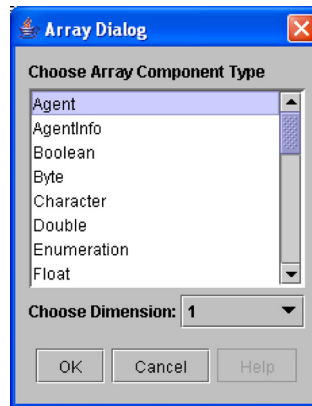 Array Dialog
Choose Array Component Type
Agent
AgentInfo
Boolean
Byte
Character
Double
Enumeration
Float
Choose Dimension: 1
OK Cancel Help